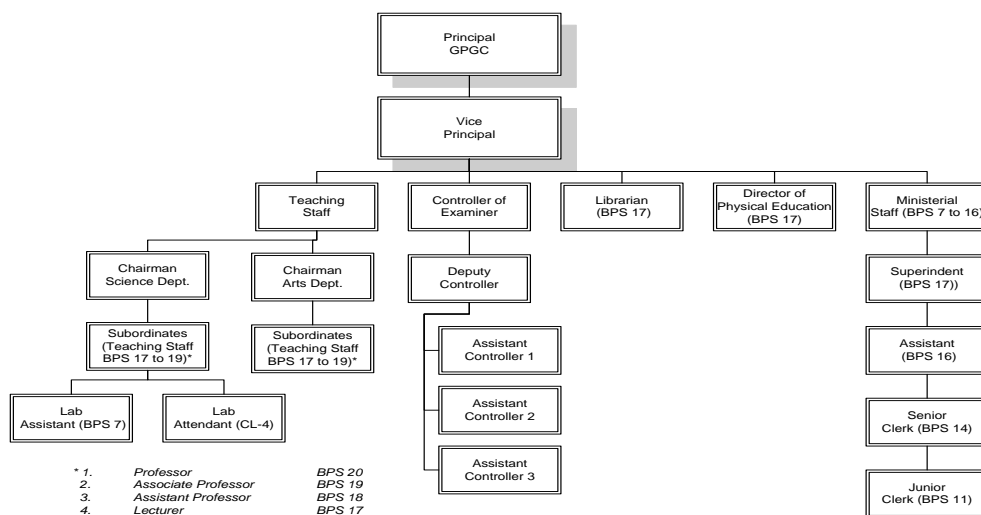 Principal
GPGC
Vice
Principal
Teaching
Staff
Controller of
Examiner
Librarian
(BPS 17)
Director of
Physical Education
(BPS 17)
Ministerial
Staff (BPS 7 to 16)
Chairman
Science Dept.
Chairman
Arts Dept.
Deputy
Controller
Superindent
(BPS 17))
Subordinates
(Teaching Staff
BPS 17 to 19)*
Subordinates
(Teaching Staff
BPS 17 to 19)*
Assistant
Controller 1
Assistant
(BPS 16)
Lab
Assistant (BPS 7)
Lab
Attendant (CL-4)
Assistant
Controller 2
Senior
Clerk (BPS 14)
Assistant
Controller 3
Junior
Clerk (BPS 11)
* 1. Professor BPS 20
2. Associate Professor BPS 19
3. Assistant Professor BPS 18
4. Lecturer BPS 17